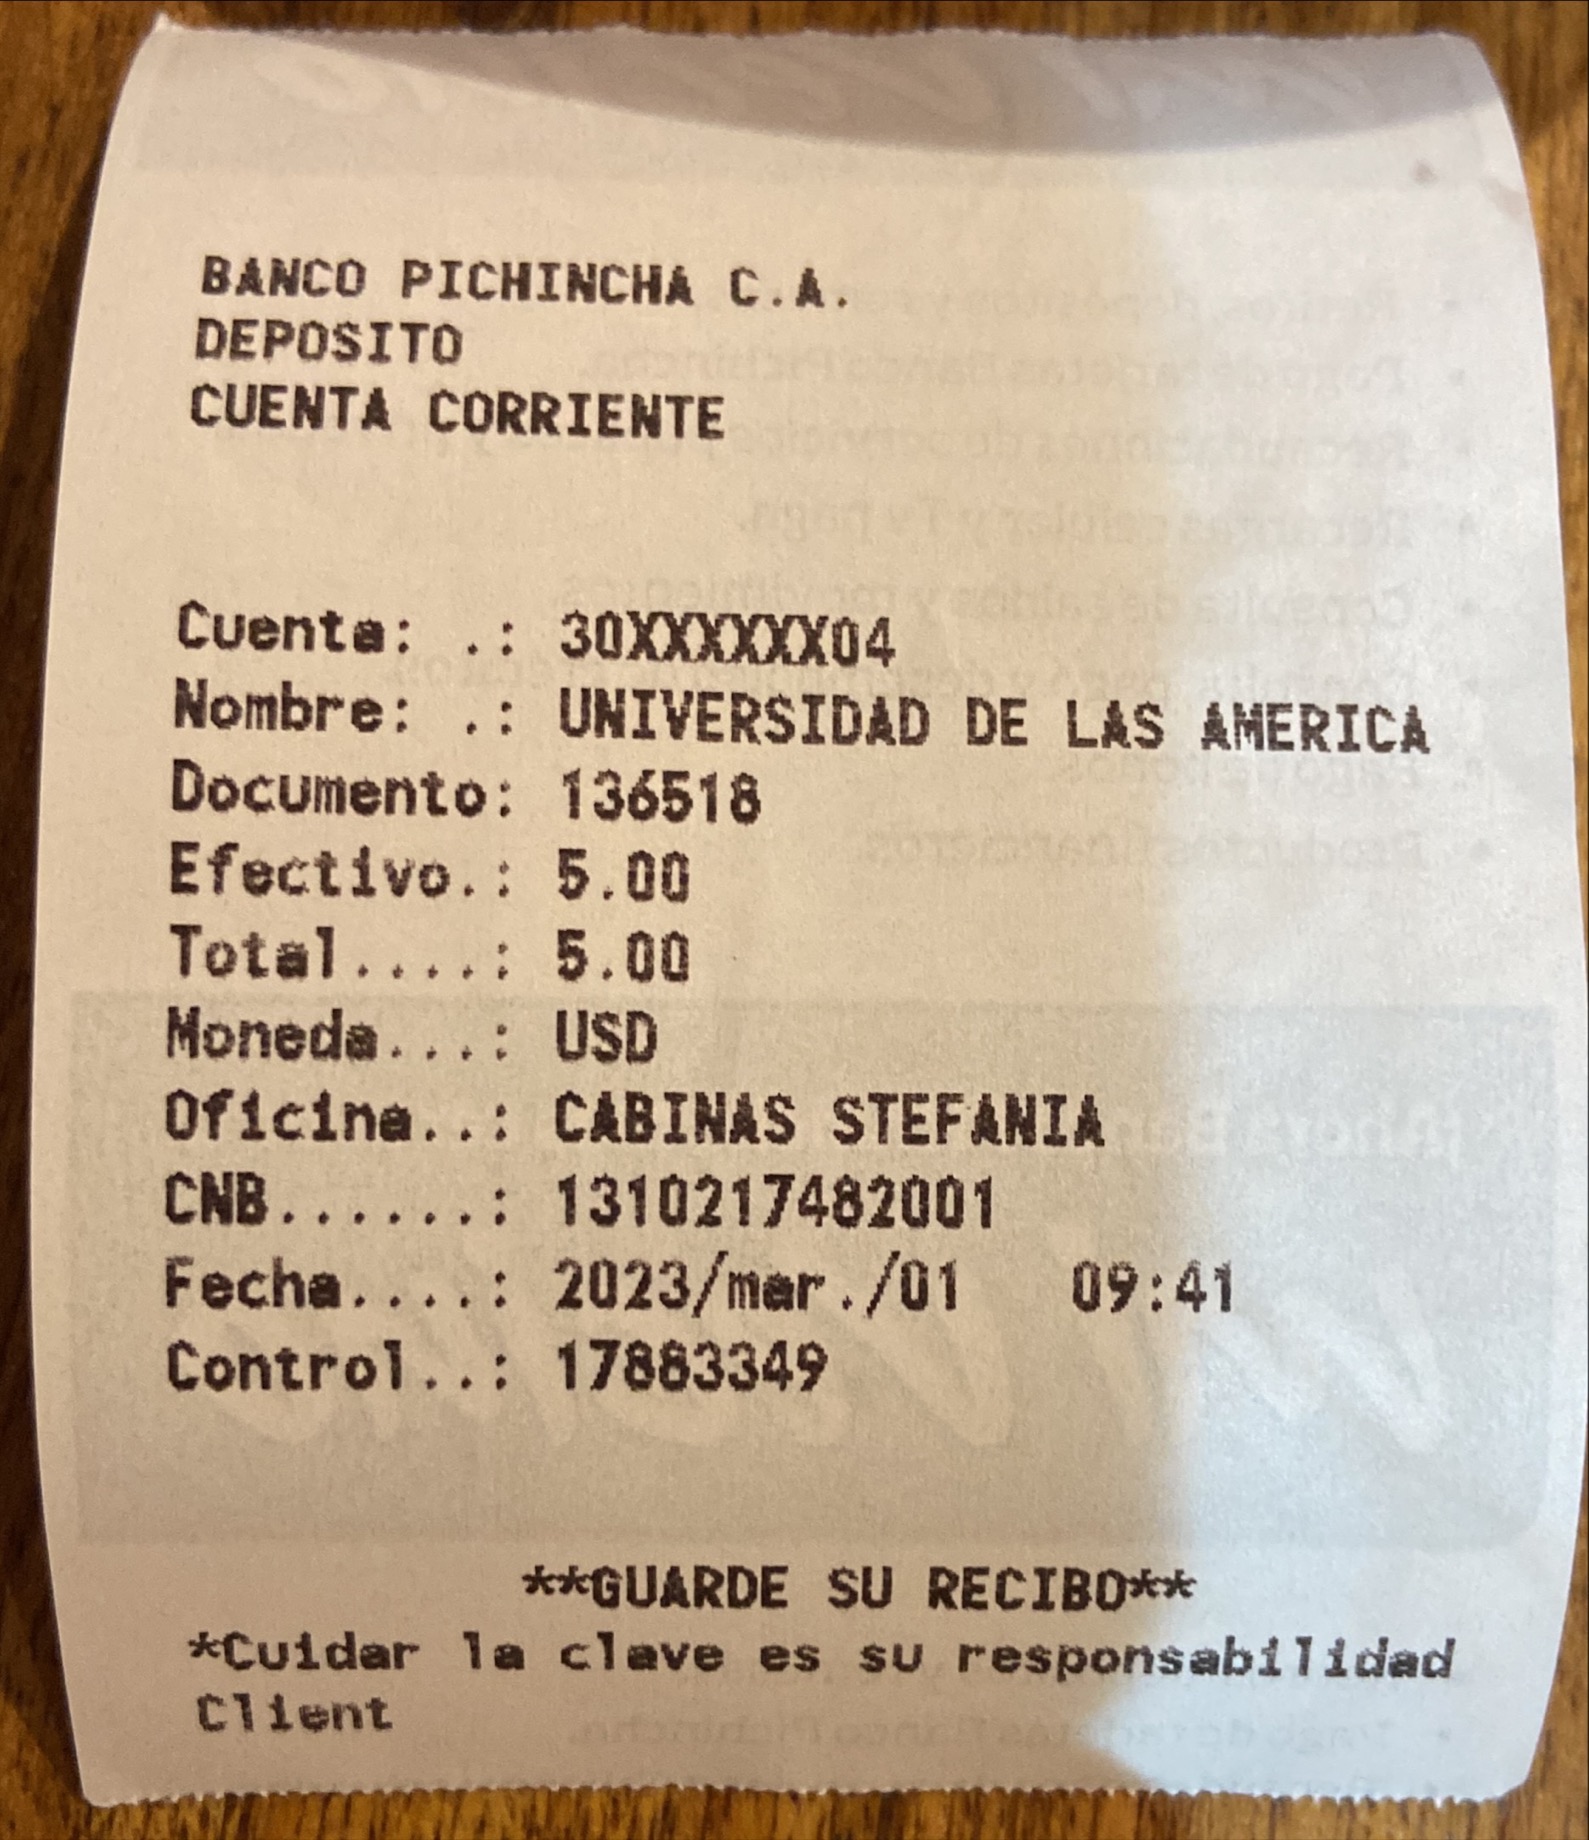 BANCO PICHINCHA C.A.
DEPOSITO
CUENTA CORRIENTE
Cuenta: .: 30XXXXXX04
Nombre: .: UNIVERSIDAD DE LAS AMERICA
Documento: 136518
Efectivo.: 5.00
Total....: 5.00
Moneda...: USD
Oficina..: CABINAS STEFANIA
CNB......: 1310217482001
Fecha....: 2023/mar./01 09:41
Control..: 17883349
**GUARDE SU RECIBO**
*Cuidar la clave es su responsabilidad
Client